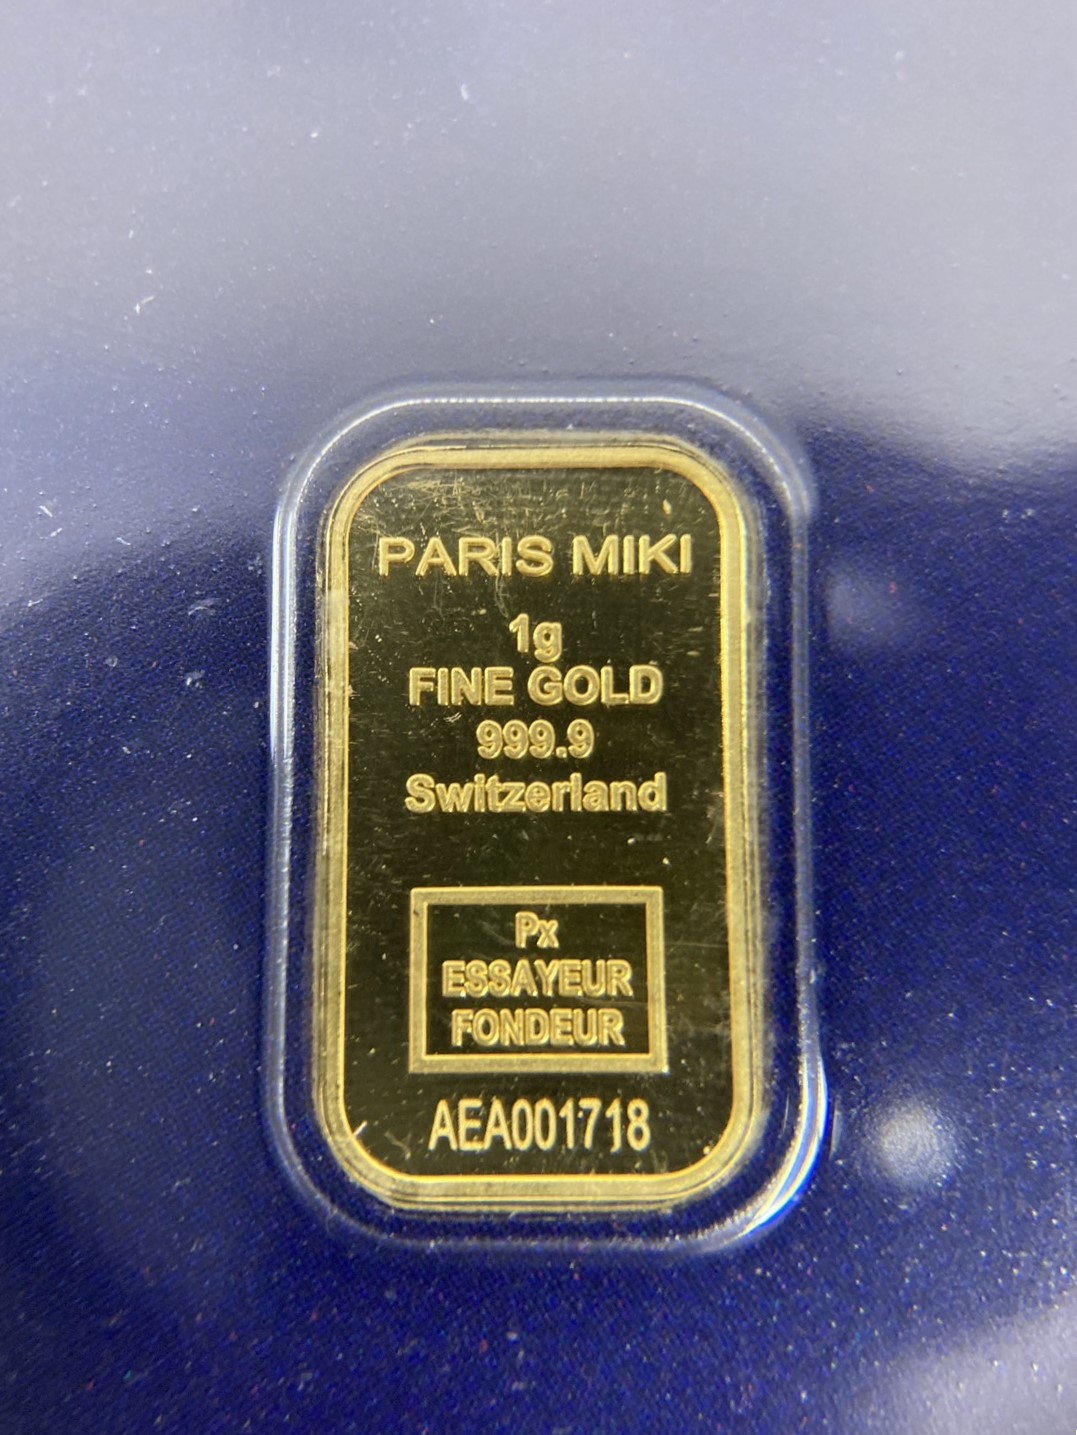 PARIS MIKI
1g
FINE GOLD
999.9
Switzerland
Px
ESSAYEUR
FONDEUR
AEA001718